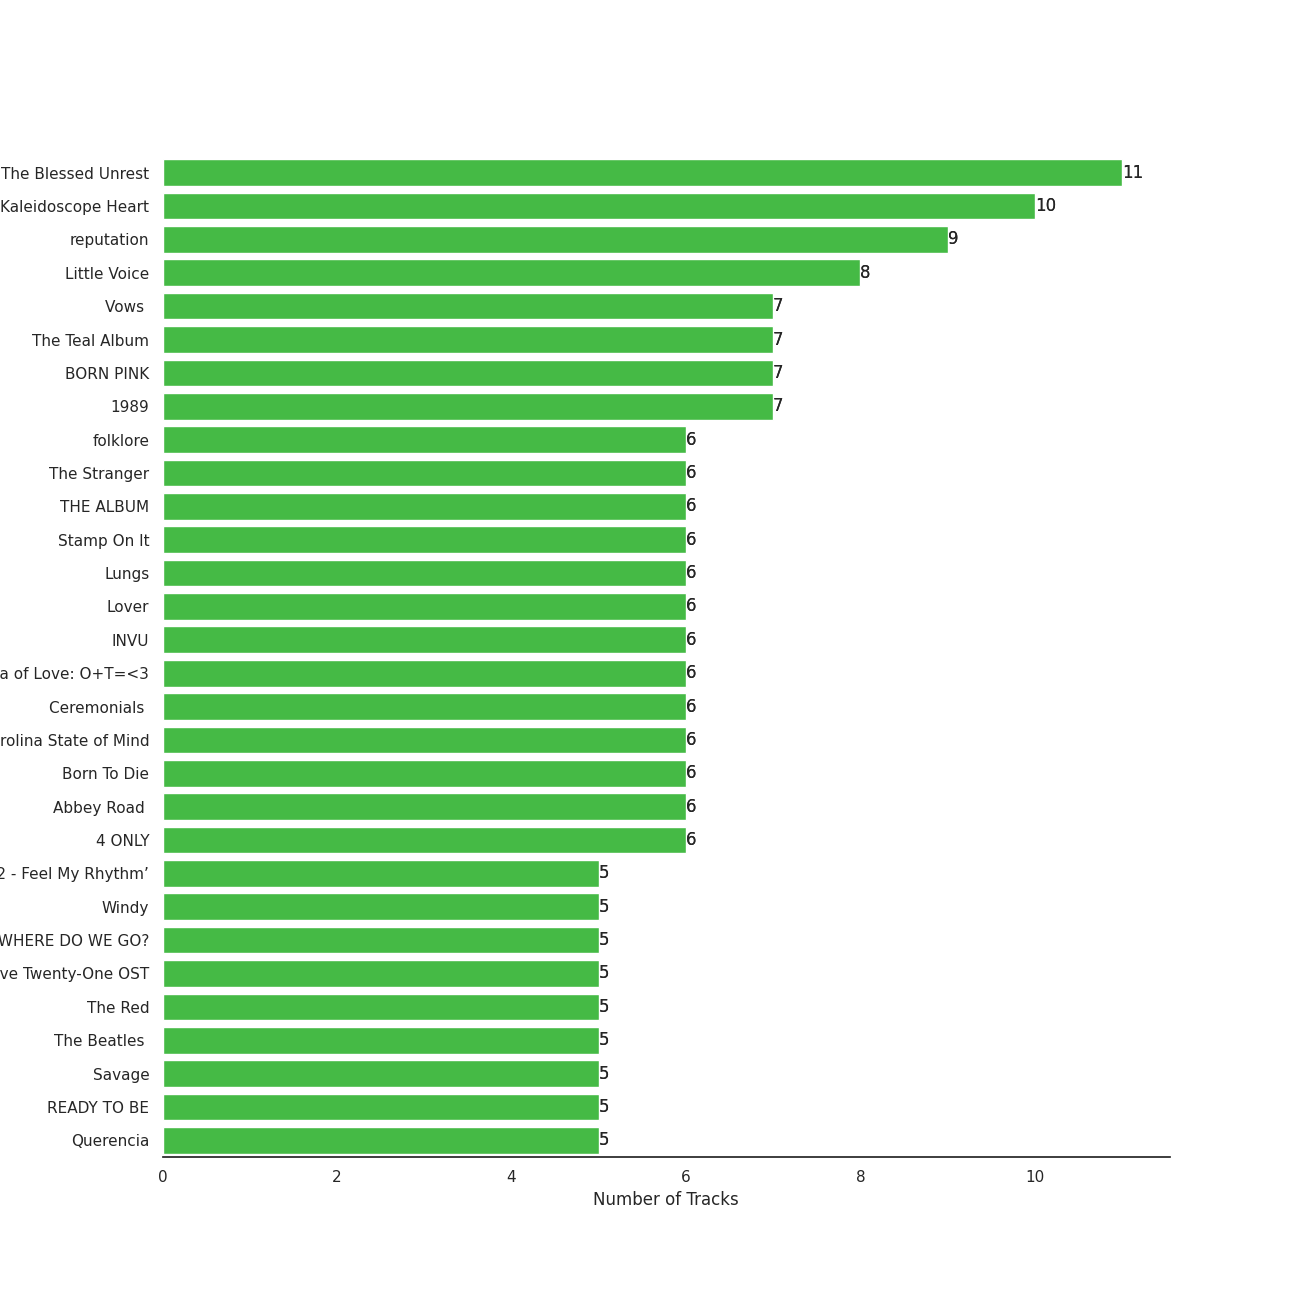 The Blessed Unrest 11
Kaleidoscope Heart 10
reputation 9
Little Voice 8
Vows 7
The Teal Album 7
BORN PINK 7
1989 7
folklore 6
The Stranger 6
THE ALBUM 6
Stamp On It 6
Lungs 6
Lover 6
INVU 6
a of Love: O+T=<3 6
Ceremonials 6
rolina State of Mind 6
Born To Die 6
Abbey Road 6
4 ONLY 6
2 - Feel My Rhythm’ 5
Windy 5
WHERE DO WE GO? 5
ve Twenty-One OST 5
The Red 5
The Beatles 5
Savage 5
READY TO BE 5
Querencia 5
0 2 4 6 8 10
Number of Tracks